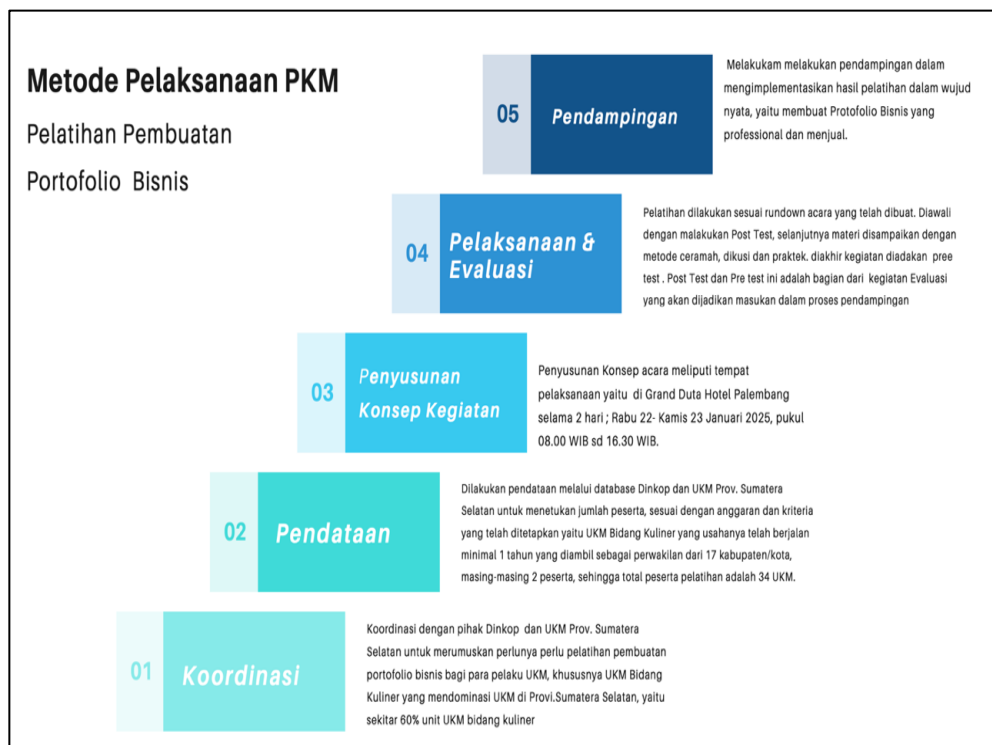 Metode Pelaksanaan PKM
Pelatihan Pembuatan
Portofolio Bisnis
05
Pendampingan
Melakukam melakukan pendampingan dalam
mengimplementasikan hasil pelatihan dalam wujud
nyata, yaitu membuat Protofolio Bisnis yang
professional dan menjual.
04
Pelaksanaan &
Evaluasi
Pelatihan dilakukan sesuai rundown acara yang telah dibuat. Diawali
dengan malakukan Post Test, selanjutnya materi disampaikan dengan
metode ceramah, dikusi dan praktek. diakhir kegiatan diadakan pree
test . Post Test dan Pre test ini adalah bagian dari kegiatan Evaluasi
yang akan dijadikan masukan dalam proses pendampingan
03
Penyusunan
Konsep Kegiatan
Penyusunan Konsep acara meliputi tempat
pelaksanaan yaitu di Grand Duta Hotel Palembang
selama 2 hari ; Rabu 22- Kamis 23 Januari 2025, pukul
08.00 WIB sd 16.30 WIB.
02
Pendataan
Dilakukan pendataan melalui database Dinkop dan UKM Prov. Sumatera
Selatan untuk menetukan jumlah peserta, sesuai dengan anggaran dan kriteria
yang telah ditetapkan yaitu UKM Bidang Kuliner yang usahanya telah berjalan
minimal 1 tahun yang diambil sebagai perwakilan dari 17 kabupaten/kota,
masing-masing 2 peserta, sehingga total peserta pelatihan adalah 34 UKM.
01
Koordinasi
Koordinasi dengan pihak Dinkop dan UKM Prov. Sumatera
Selatan untuk merumuskan perlunya perlu pelatihan pembuatan
portofolio bisnis bagi para pelaku UKM, khususnya UKM Bidang
Kuliner yang mendominasi UKM di Provi.Sumatera Selatan, yaitu
sekitar 60% unit UKM bidang kuliner